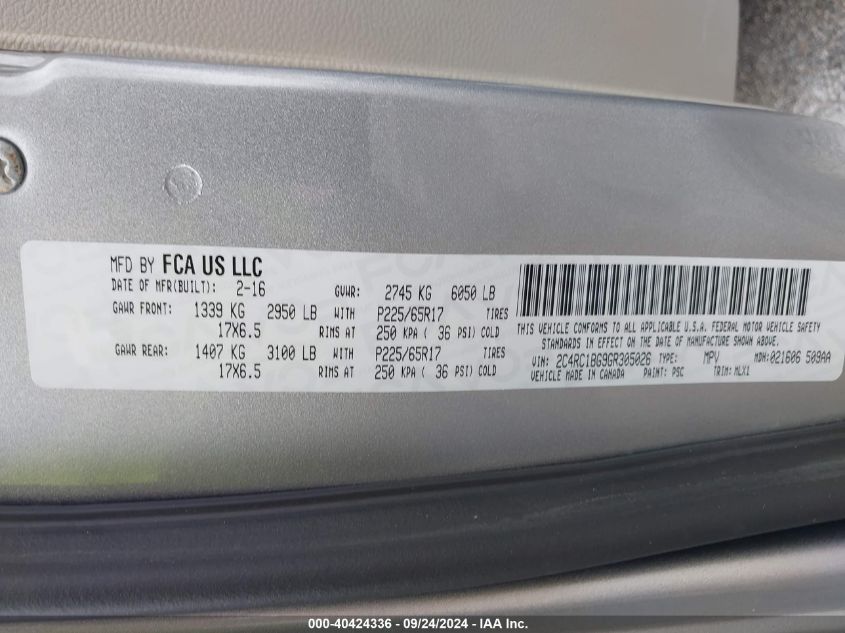 MFD BY FCA US LLC
DATE OF MFR(BUILT): 2-16 GVWR: 2745 KG 6050 LB
GAWR FRONT: 1339 KG 2950 LB WITH P225/65R17 TIRES
17X6.5 RIMS AT 250 KPA ( 36 PSI) COLD
GAWR REAR: 1407 KG 3100 LB WITH P225/65R17 TIRES
17X6.5 RIMS AT 250 KPA ( 36 PSI) COLD
THIS VEHICLE CONFORMS TO ALL APPLICABLE U.S.A. FEDERAL MOTOR VEHICLE SAFETY
STANDARDS IN EFFECT ON THE DATE OF MANUFACTURE SHOWN ABOVE.
VIN: 2C4RC1BG9GR305026 TYPE: MPV MDH:021606 509AA
VEHICLE MADE IN CANADA PAINT: PSC TRIM: MLX1
000-40424336 - 09/24/2024 - IAA Inc.